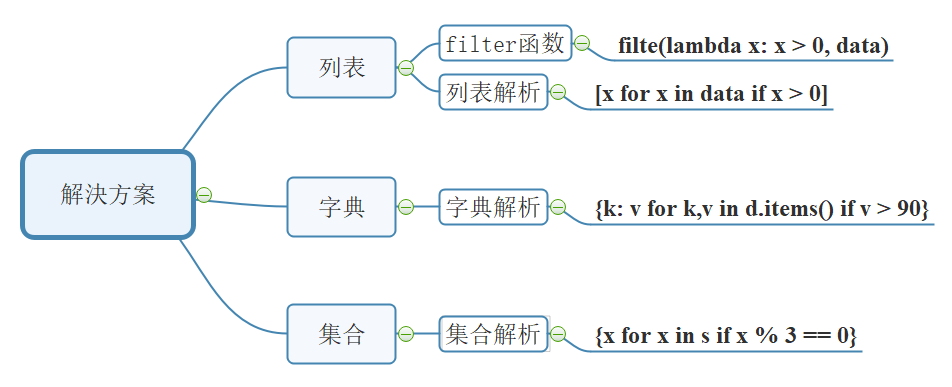 解决方案
列表
filter函数
filte(lambda x: x > 0, data)
列表解析
[x for x in data if x > 0]
字典
字典解析
{k: v for k,v in d.items() if v > 90}
集合
集合解析
{x for x in s if x % 3 == 0}